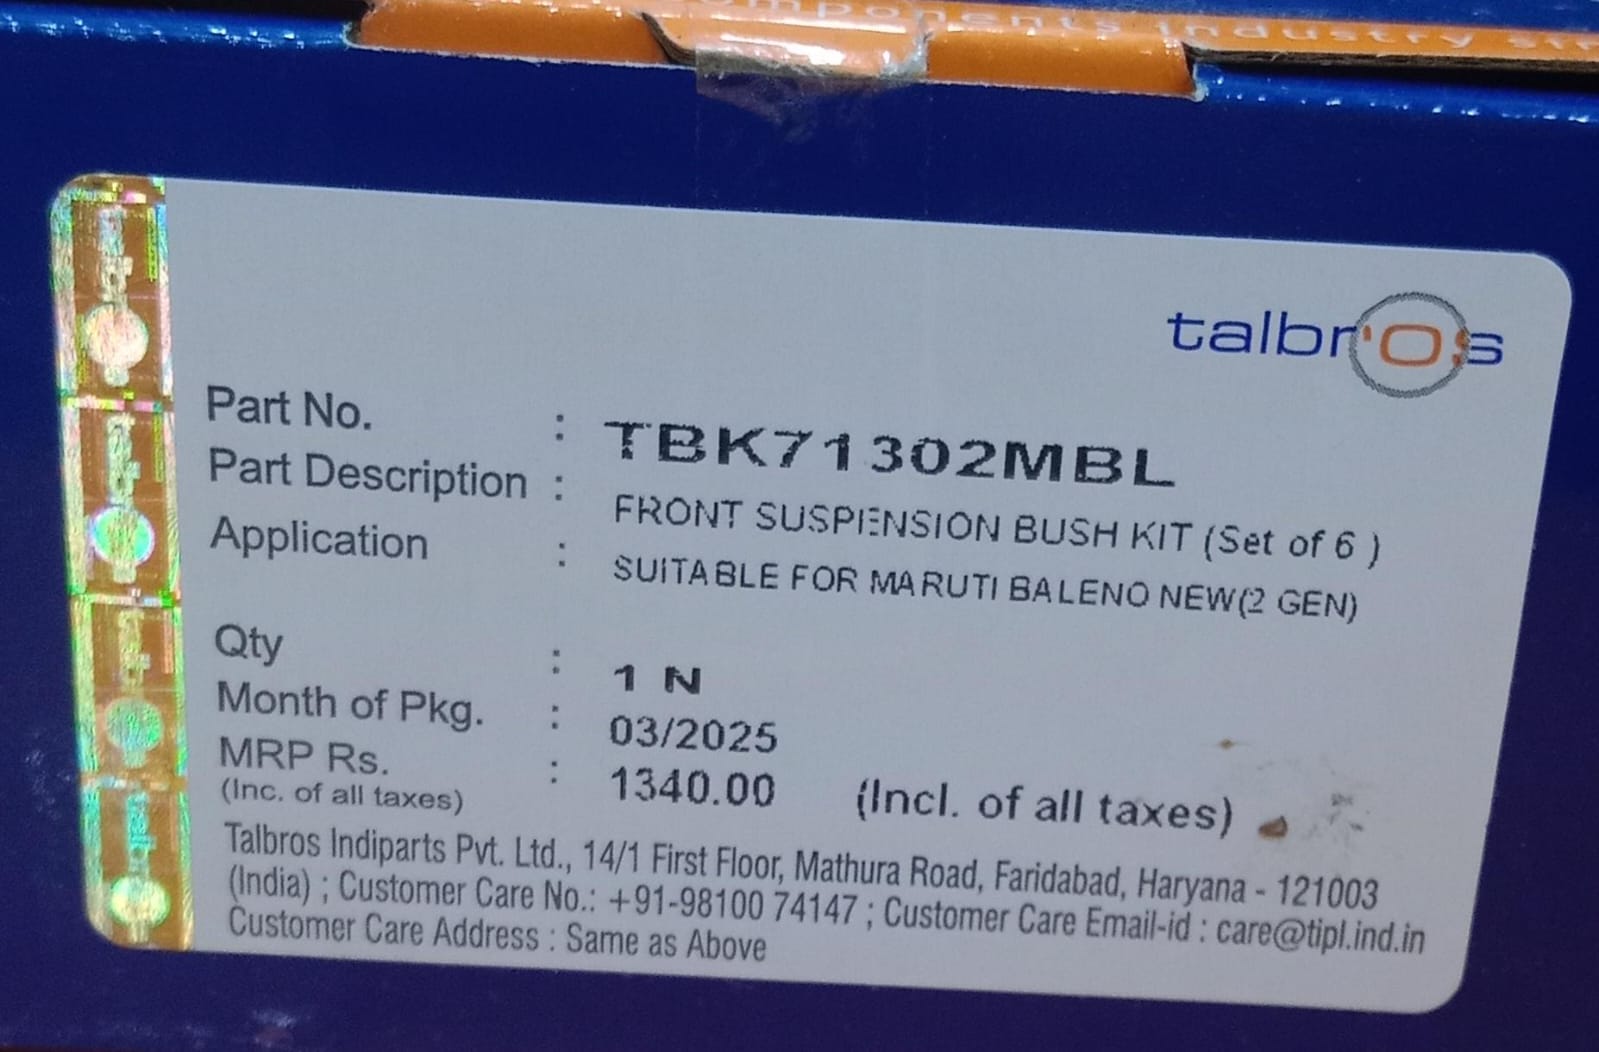 omponents Industry
talbros
Part No. : TBK71302MBL
Part Description : FRONT SUSPENSION BUSH KIT (Set of 6 )
Application : SUITABLE FOR MARUTI BALENO NEW(2 GEN)
Qty : 1 N
Month of Pkg. : 03/2025
MRP Rs. : 1340.00 (Incl. of all taxes)
(Inc. of all taxes)
Talbros Indiparts Pvt. Ltd., 14/1 First Floor, Mathura Road, Faridabad, Haryana - 121003
(India) ; Customer Care No.: +91-98100 74147 ; Customer Care Email-id : care@tipl.ind.in
Customer Care Address : Same as Above